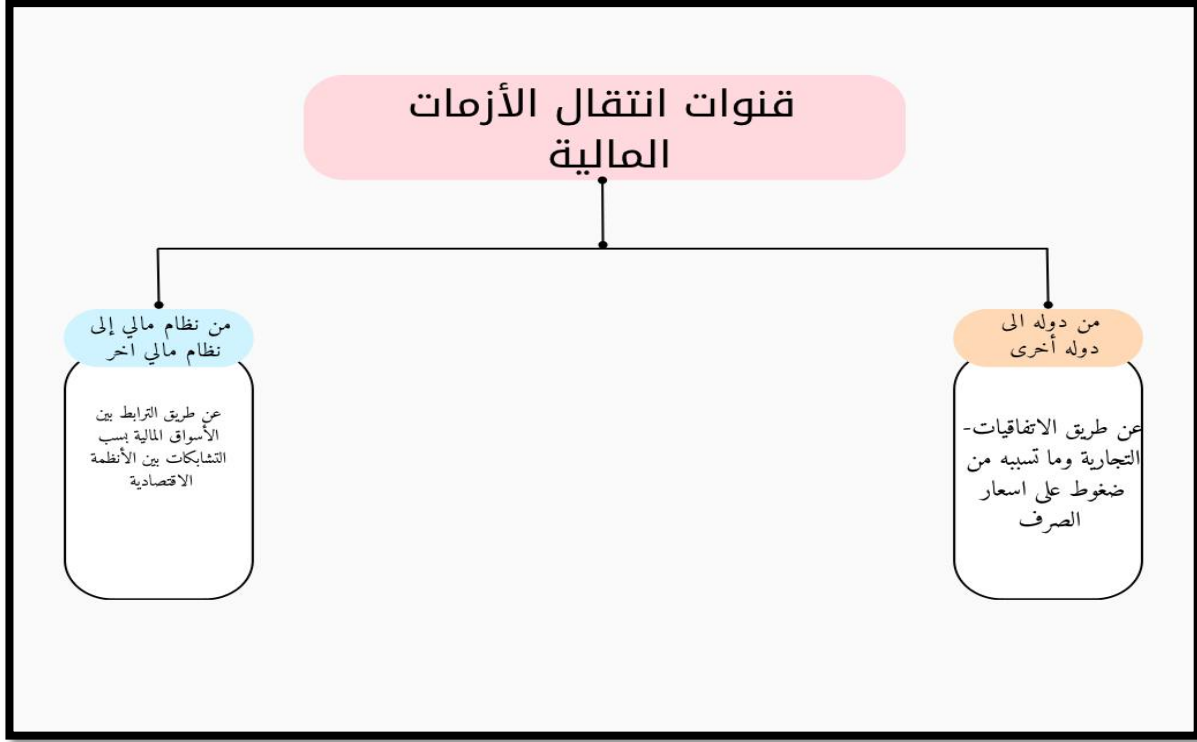 قنوات انتقال الأزمات
المالية
من دوله الى
دوله أخرى
عن طريق الاتفاقيات-
التجارية وما تسببه من
ضغوط على اسعار
الصرف
من نظام مالي إلى
نظام مالي اخر
عن طريق الترابط بين
الأسواق المالية بسب
التشابكات بين الأنظمة
الاقتصادية